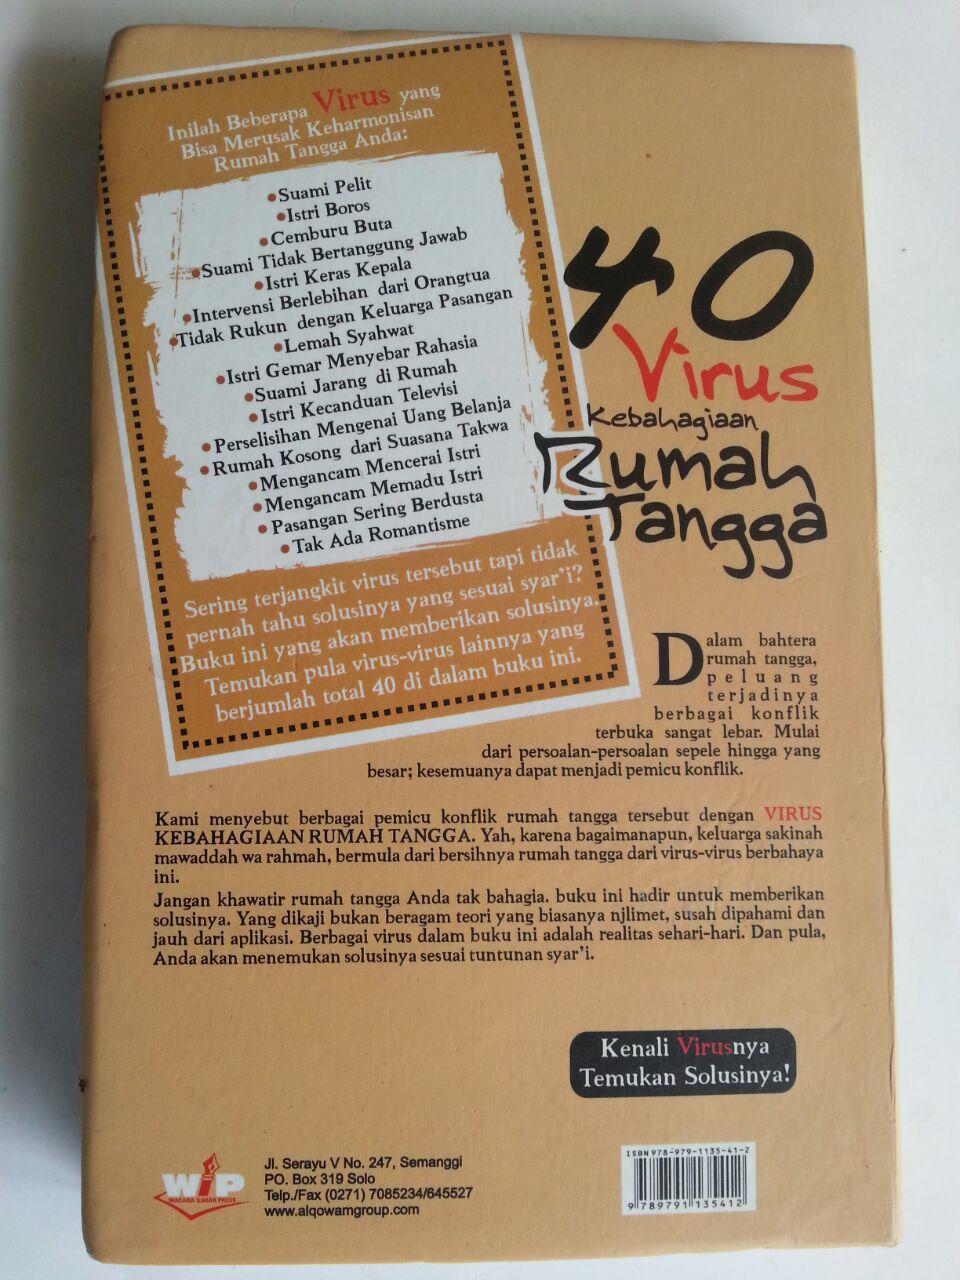 Inilah Beberapa Virus yang
Bisa Merusak Keharmonisan
Rumah Tangga Anda:
•Suami Pelit
•Istri Boros
•Cemburu Buta
•Suami Tidak Bertanggung Jawab
•Istri Keras Kepala
•Intervensi Berlebihan dari Orangtua
•Tidak Rukun dengan Keluarga Pasangan
•Lemah Syahwat
•Istri Gemar Menyebar Rahasia
•Suami Jarang di Rumah
•Istri Kecanduan Televisi
•Perselisihan Mengenai Uang Belanja
•Rumah Kosong dari Suasana Takwa
•Mengancam Mencerai Istri
•Mengancam Memadu Istri
•Pasangan Sering Berdusta
•Tak Ada Romantisme
Sering terjangkit virus tersebut tapi tidak
pernah tahu solusinya yang sesuai syar'i?
Buku ini yang akan memberikan solusinya.
Temukan pula virus-virus lainnya yang
berjumlah total 40 di dalam buku ini.
40
Virus
Kebahagiaan
Rumah
Tangga
Dalam bahtera
rumah tangga,
peluang
terjadinya
berbagai konflik
terbuka sangat lebar. Mulai
dari persoalan-persoalan sepele hingga yang
besar; kesemuanya dapat menjadi pemicu konflik.
Kami menyebut berbagai pemicu konflik rumah tangga tersebut dengan VIRUS
KEBAHAGIAAN RUMAH TANGGA. Yah, karena bagaimanapun, keluarga sakinah
mawaddah wa rahmah, bermula dari bersihnya rumah tangga dari virus-virus berbahaya
ini.
Jangan khawatir rumah tangga Anda tak bahagia. buku ini hadir untuk memberikan
solusinya. Yang dikaji bukan beragam teori yang biasanya njlimet, susah dipahami dan
jauh dari aplikasi. Berbagai virus dalam buku ini adalah realitas sehari-hari. Dan pula,
Anda akan menemukan solusinya sesuai tuntunan syar'i.
Kenali Virusnya
Temukan Solusinya!
WIP
WACANA ILMIAH PRESS
Jl. Serayu V No. 247, Semanggi
PO. Box 319 Solo
Telp./Fax (0271) 7085234/645527
www.alqowamgroup.com
ISBN 978-979-1135-41-2
9 789791 135412